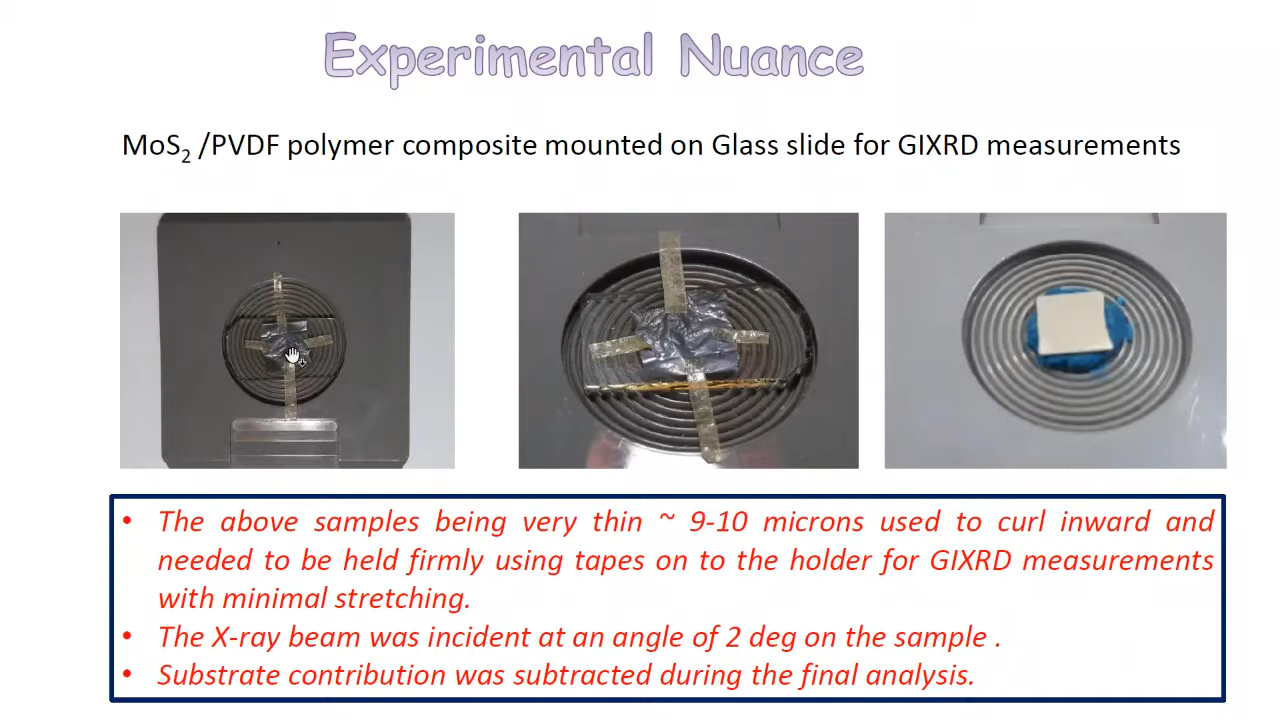 Experimental Nuance
MoS₂ /PVDF polymer composite mounted on Glass slide for GIXRD measurements
• The above samples being very thin ~ 9-10 microns used to curl inward and
needed to be held firmly using tapes on to the holder for GIXRD measurements
with minimal stretching.
• The X-ray beam was incident at an angle of 2 deg on the sample .
• Substrate contribution was subtracted during the final analysis.